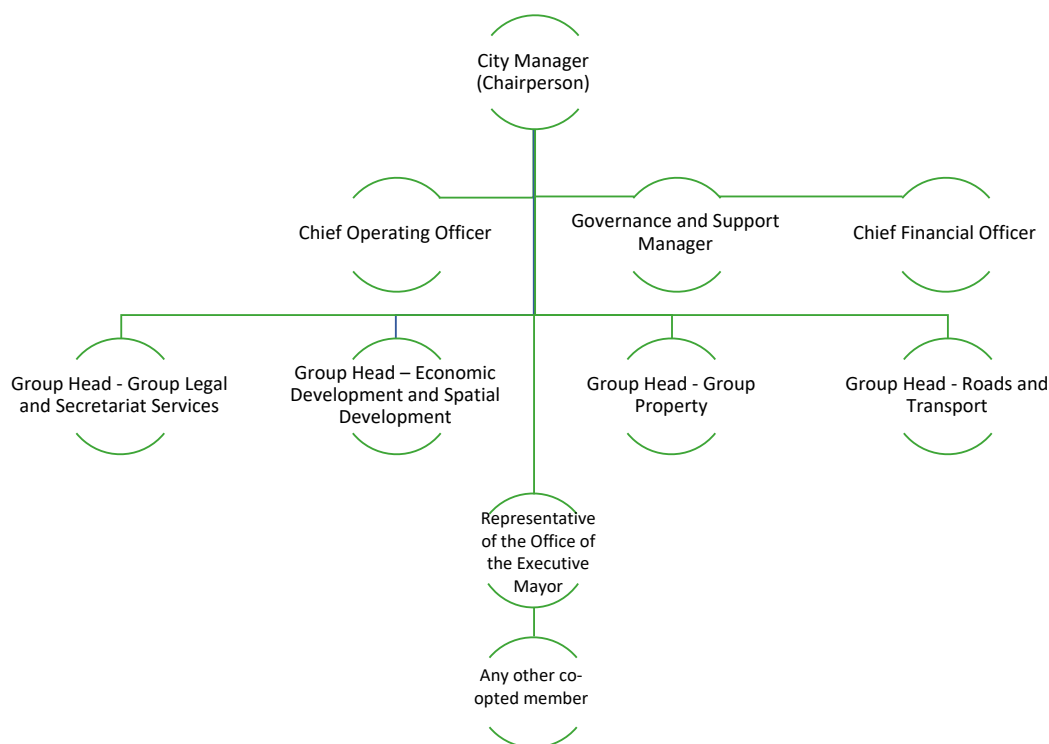 City Manager
(Chairperson)
Chief Operating Officer
Governance and Support
Manager
Chief Financial Officer
Group Head - Group Legal
and Secretariat Services
Group Head – Economic
Development and Spatial
Development
Group Head - Group
Property
Group Head - Roads and
Transport
Representative
of the Office of
the Executive
Mayor
Any other co-
opted member